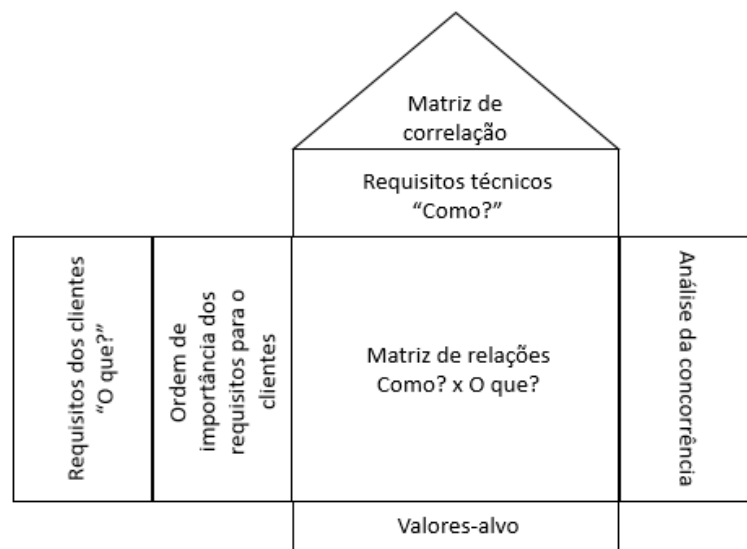 Matriz de
correlação
Requisitos técnicos
“Como?”
Requisitos dos clientes
“O que?”
Ordem de
importância dos
requisitos para o
clientes
Matriz de relações
Como? x O que?
Análise da concorrência
Valores-alvo